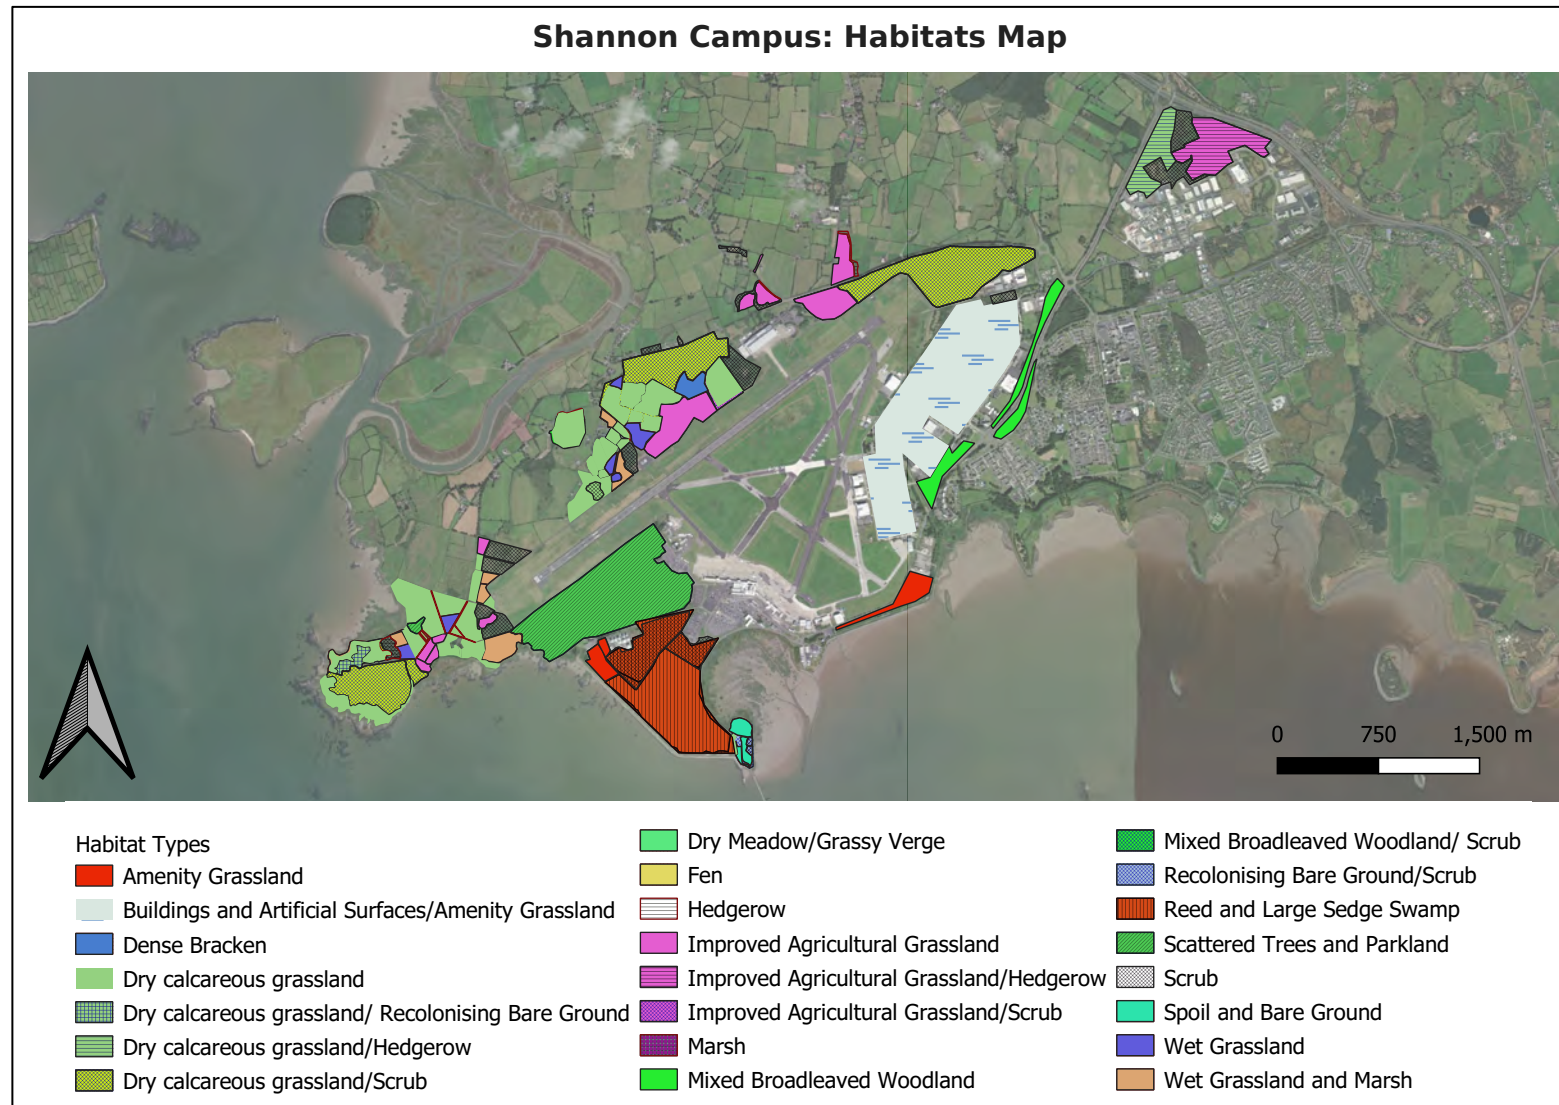 Shannon Campus: Habitats Map
0 750 1,500 m
Habitat Types
Amenity Grassland
Buildings and Artificial Surfaces/Amenity Grassland
Dense Bracken
Dry calcareous grassland
Dry calcareous grassland/ Recolonising Bare Ground
Dry calcareous grassland/Hedgerow
Dry calcareous grassland/Scrub
Dry Meadow/Grassy Verge
Fen
Hedgerow
Improved Agricultural Grassland
Improved Agricultural Grassland/Hedgerow
Improved Agricultural Grassland/Scrub
Marsh
Mixed Broadleaved Woodland
Mixed Broadleaved Woodland/ Scrub
Recolonising Bare Ground/Scrub
Reed and Large Sedge Swamp
Scattered Trees and Parkland
Scrub
Spoil and Bare Ground
Wet Grassland
Wet Grassland and Marsh